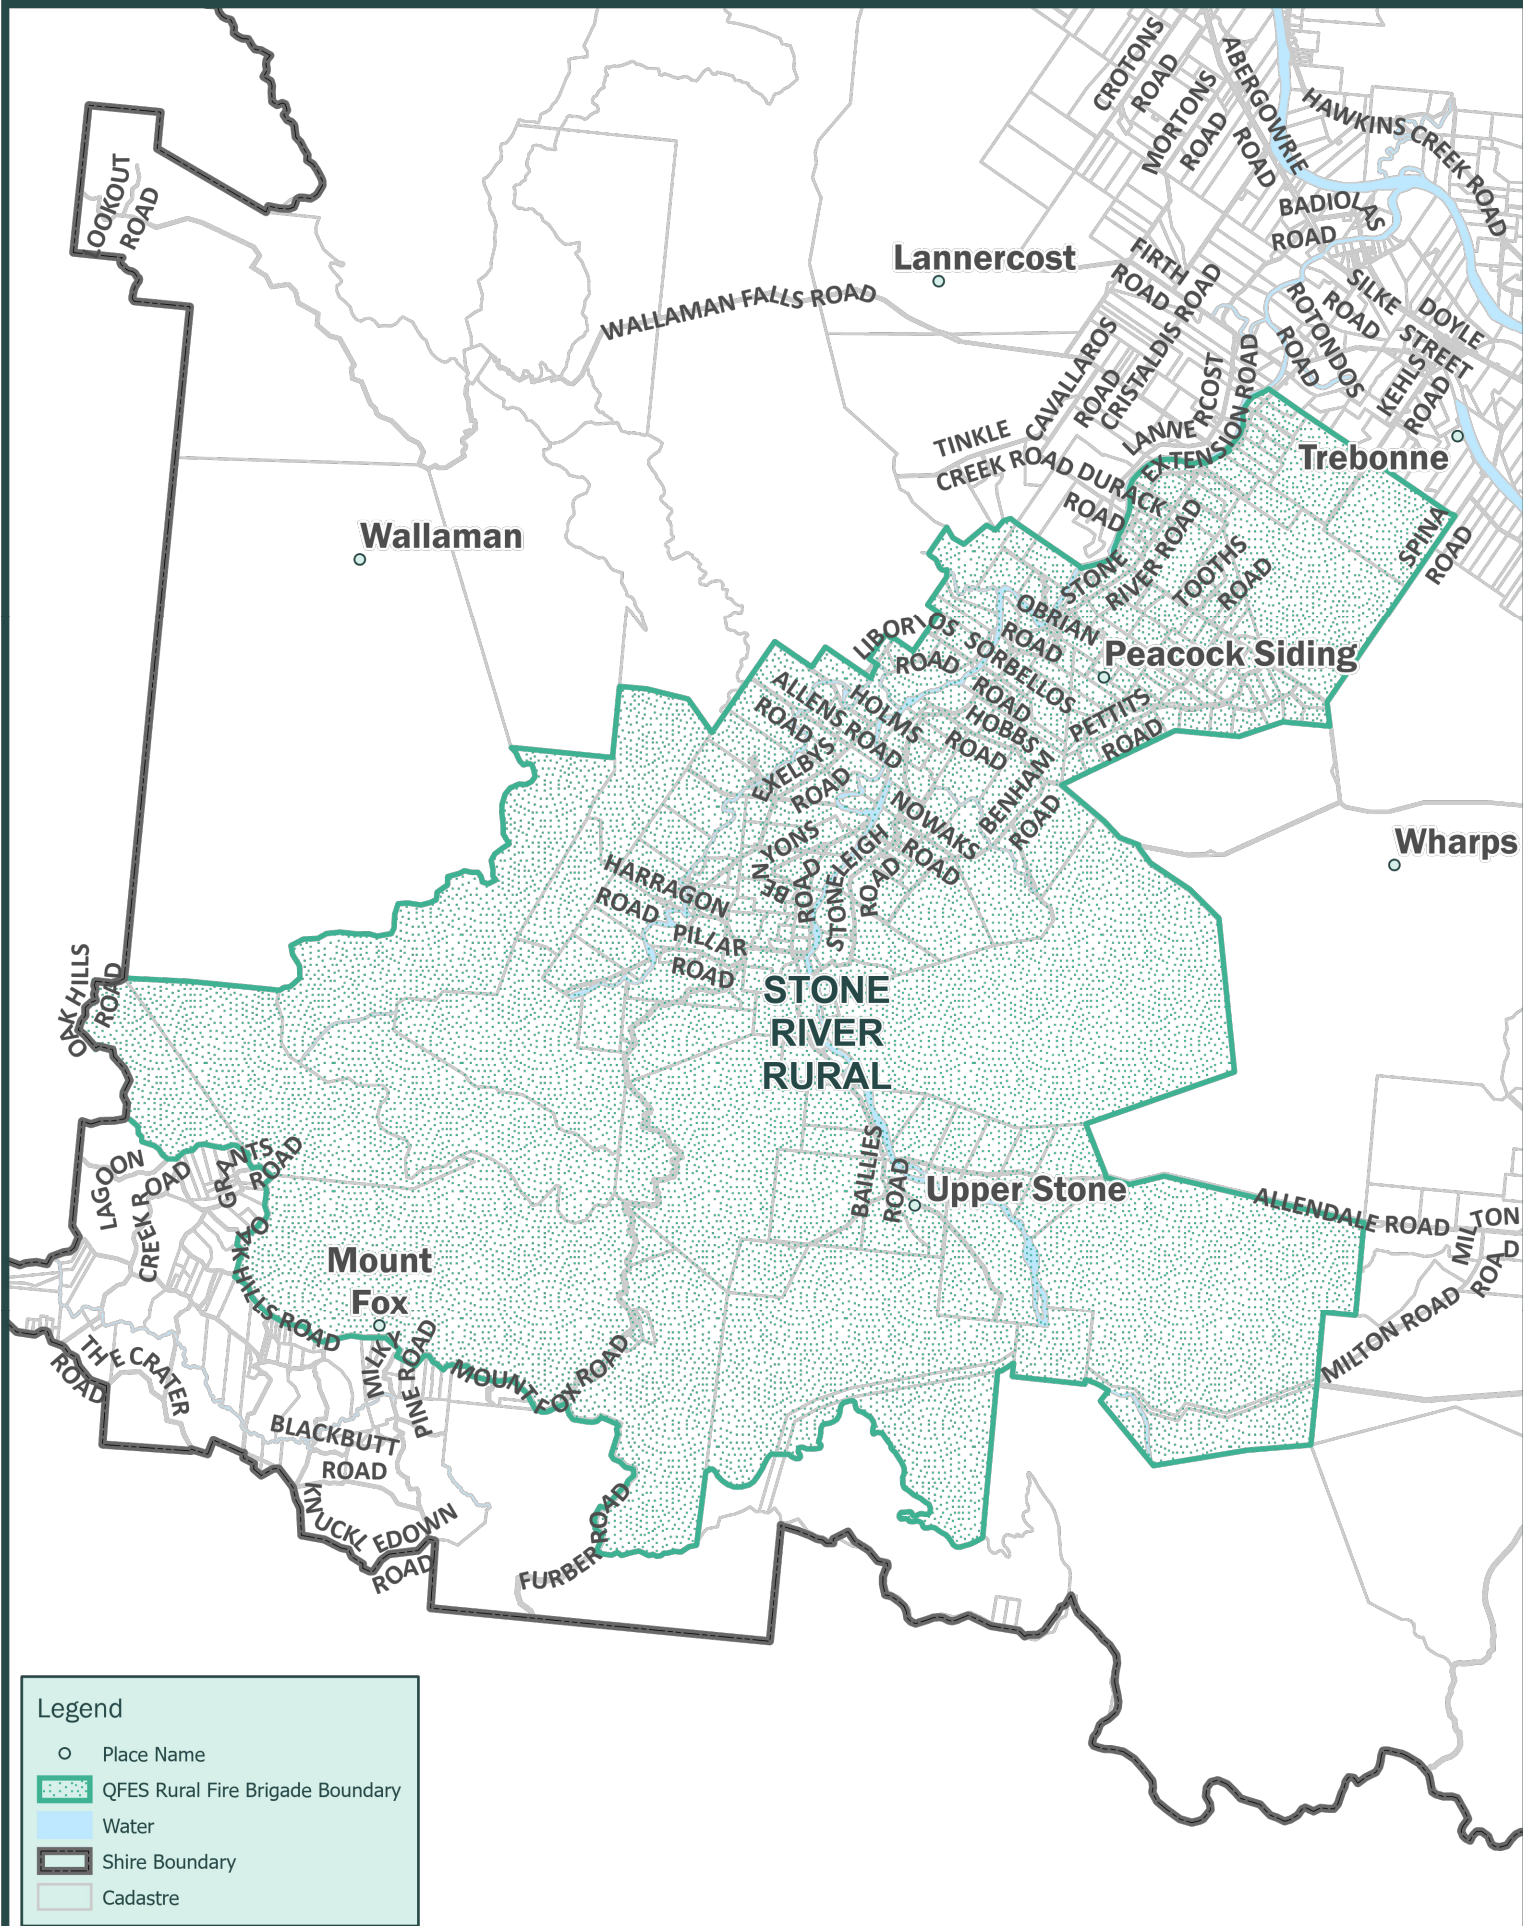 CROTONS
ROAD
MORTONS
ROAD
ABERGOWRIE
ROAD
HAWKINS CREEK ROAD
LOOKOUT
ROAD
BADIOLAS
ROAD
Lannercost
FIRTH
ROAD
WALLAMAN FALLS ROAD
SILKE
ROAD
DOYLE
STREET
ROTONDOS
ROAD
CAVALLAROS
ROAD
CRISTALDIS ROAD
KEHLS
ROAD
LANNERCOST
EXTENSION ROAD
TINKLE
CREEK ROAD
Trebonne
DURACK
ROAD
Wallaman
SPINA
ROAD
STONE
RIVER ROAD
TOOTHS
ROAD
OBRIAN
ROAD
LIBORIOS
ROAD
SORBELLOS
ROAD
Peacock Siding
ALLENS
ROAD
HOLMS
ROAD
HOBBS
ROAD
PETTITS
ROAD
EXELBYS
ROAD
BENHAM
ROAD
NOWAKS
ROAD
Wharps
BENYONS
ROAD
STONELEIGH
ROAD
HARRAGON
ROAD
PILLAR
ROAD
OAK HILLS
ROAD
STONE
RIVER
RURAL
GRANTS
ROAD
LAGOON
CREEK ROAD
BAILLIES
ROAD
Upper Stone
ALLENDALE ROAD
MILTON
ROAD
OAK HILLS ROAD
Mount
Fox
MILKY
PINE ROAD
THE CRATER
ROAD
MOUNT FOX ROAD
MILTON ROAD
BLACKBUTT
ROAD
KNUCKLEDOWN
ROAD
FURBER ROAD
Legend
Place Name
QFES Rural Fire Brigade Boundary
Water
Shire Boundary
Cadastre